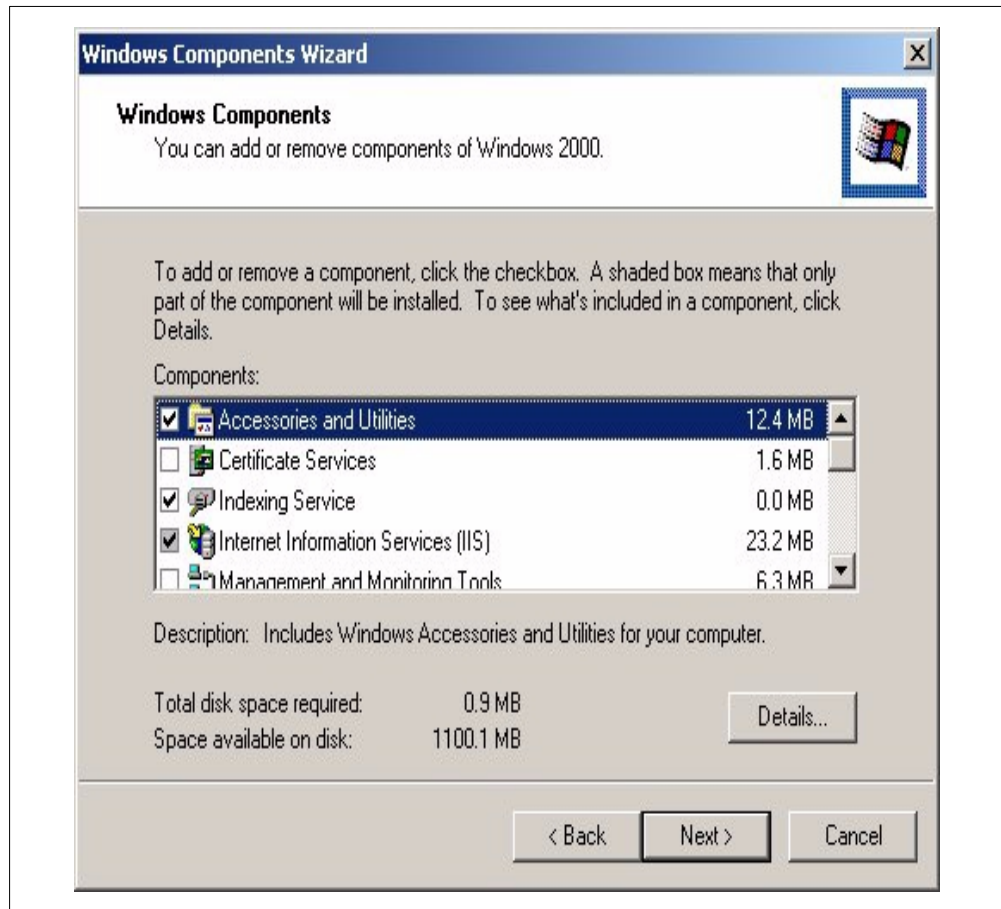 Windows Components Wizard
Windows Components
You can add or remove components of Windows 2000.
To add or remove a component, click the checkbox. A shaded box means that only
part of the component will be installed. To see what's included in a component, click
Details.
Components:
Accessories and Utilities 12.4 MB
Certificate Services 1.6 MB
Indexing Service 0.0 MB
Internet Information Services (IIS) 23.2 MB
Management and Monitoring Tools 6.3 MB
Description: Includes Windows Accessories and Utilities for your computer.
Total disk space required: 0.9 MB
Space available on disk: 1100.1 MB
Details...
< Back Next > Cancel